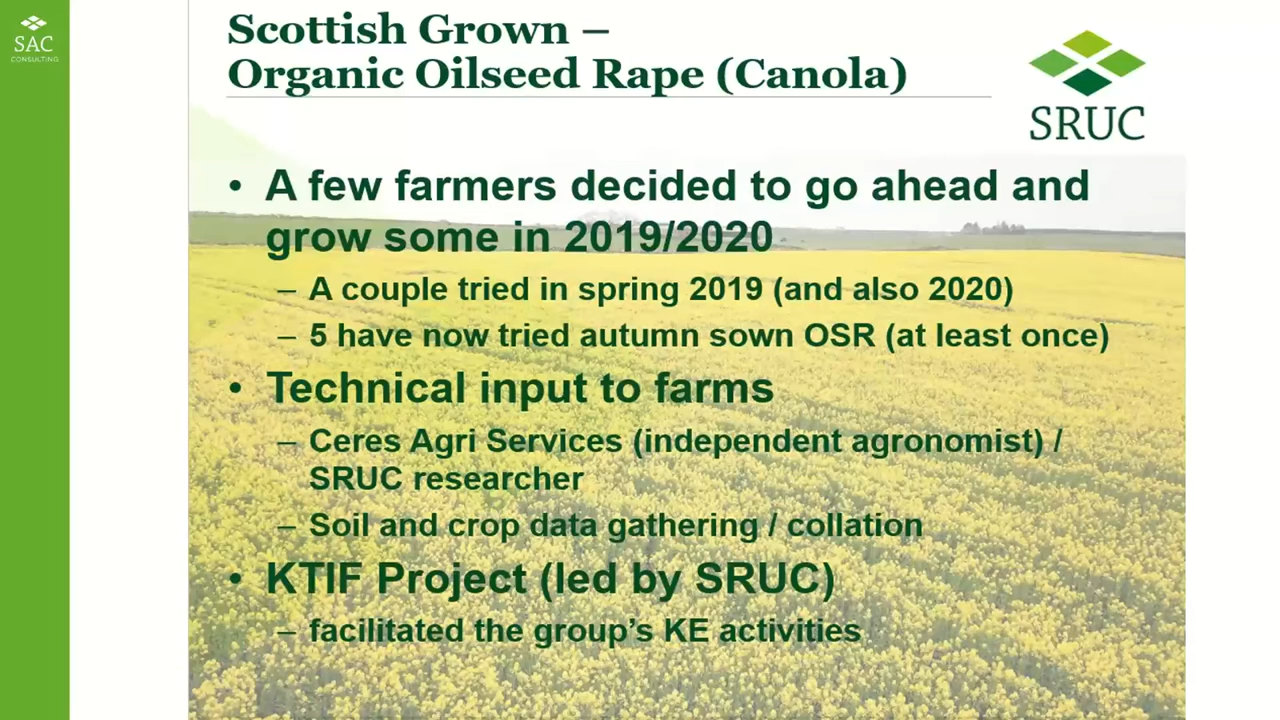 SAC
CONSULTING
Scottish Grown –
Organic Oilseed Rape (Canola)
SRUC
• A few farmers decided to go ahead and
grow some in 2019/2020
– A couple tried in spring 2019 (and also 2020)
– 5 have now tried autumn sown OSR (at least once)
• Technical input to farms
– Ceres Agri Services (independent agronomist) /
SRUC researcher
– Soil and crop data gathering / collation
• KTIF Project (led by SRUC)
– facilitated the group’s KE activities